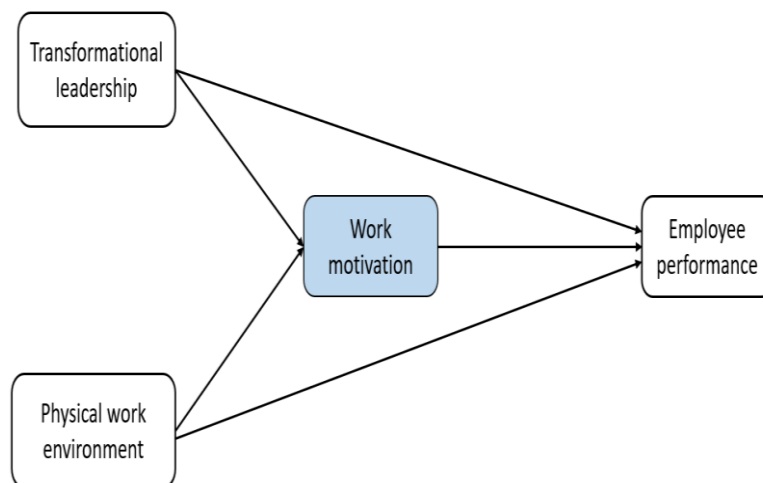 Transformational
leadership
Work
motivation
Employee
performance
Physical work
environment